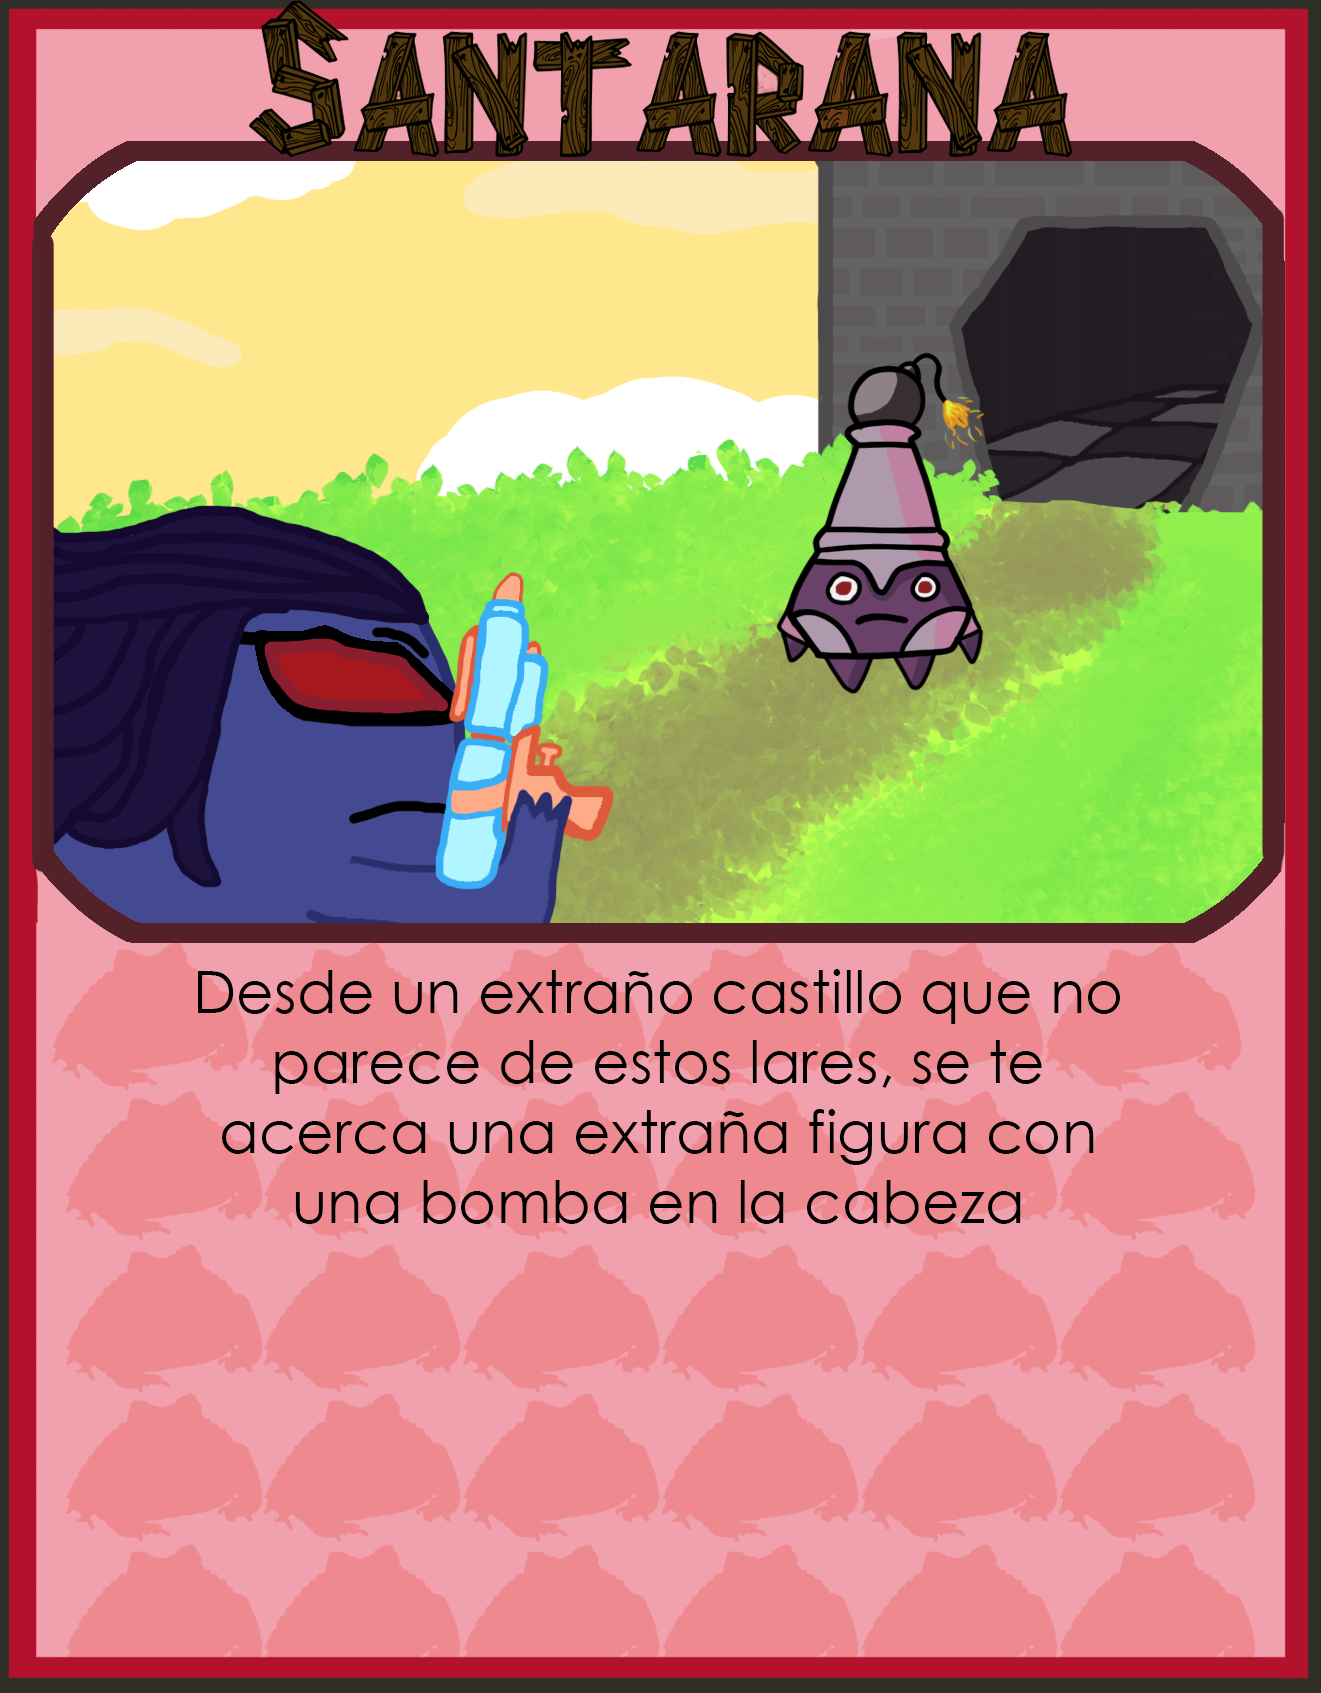 SANTARANA
Desde un extraño castillo que no
parece de estos lares, se te
acerca una extraña figura con
una bomba en la cabeza